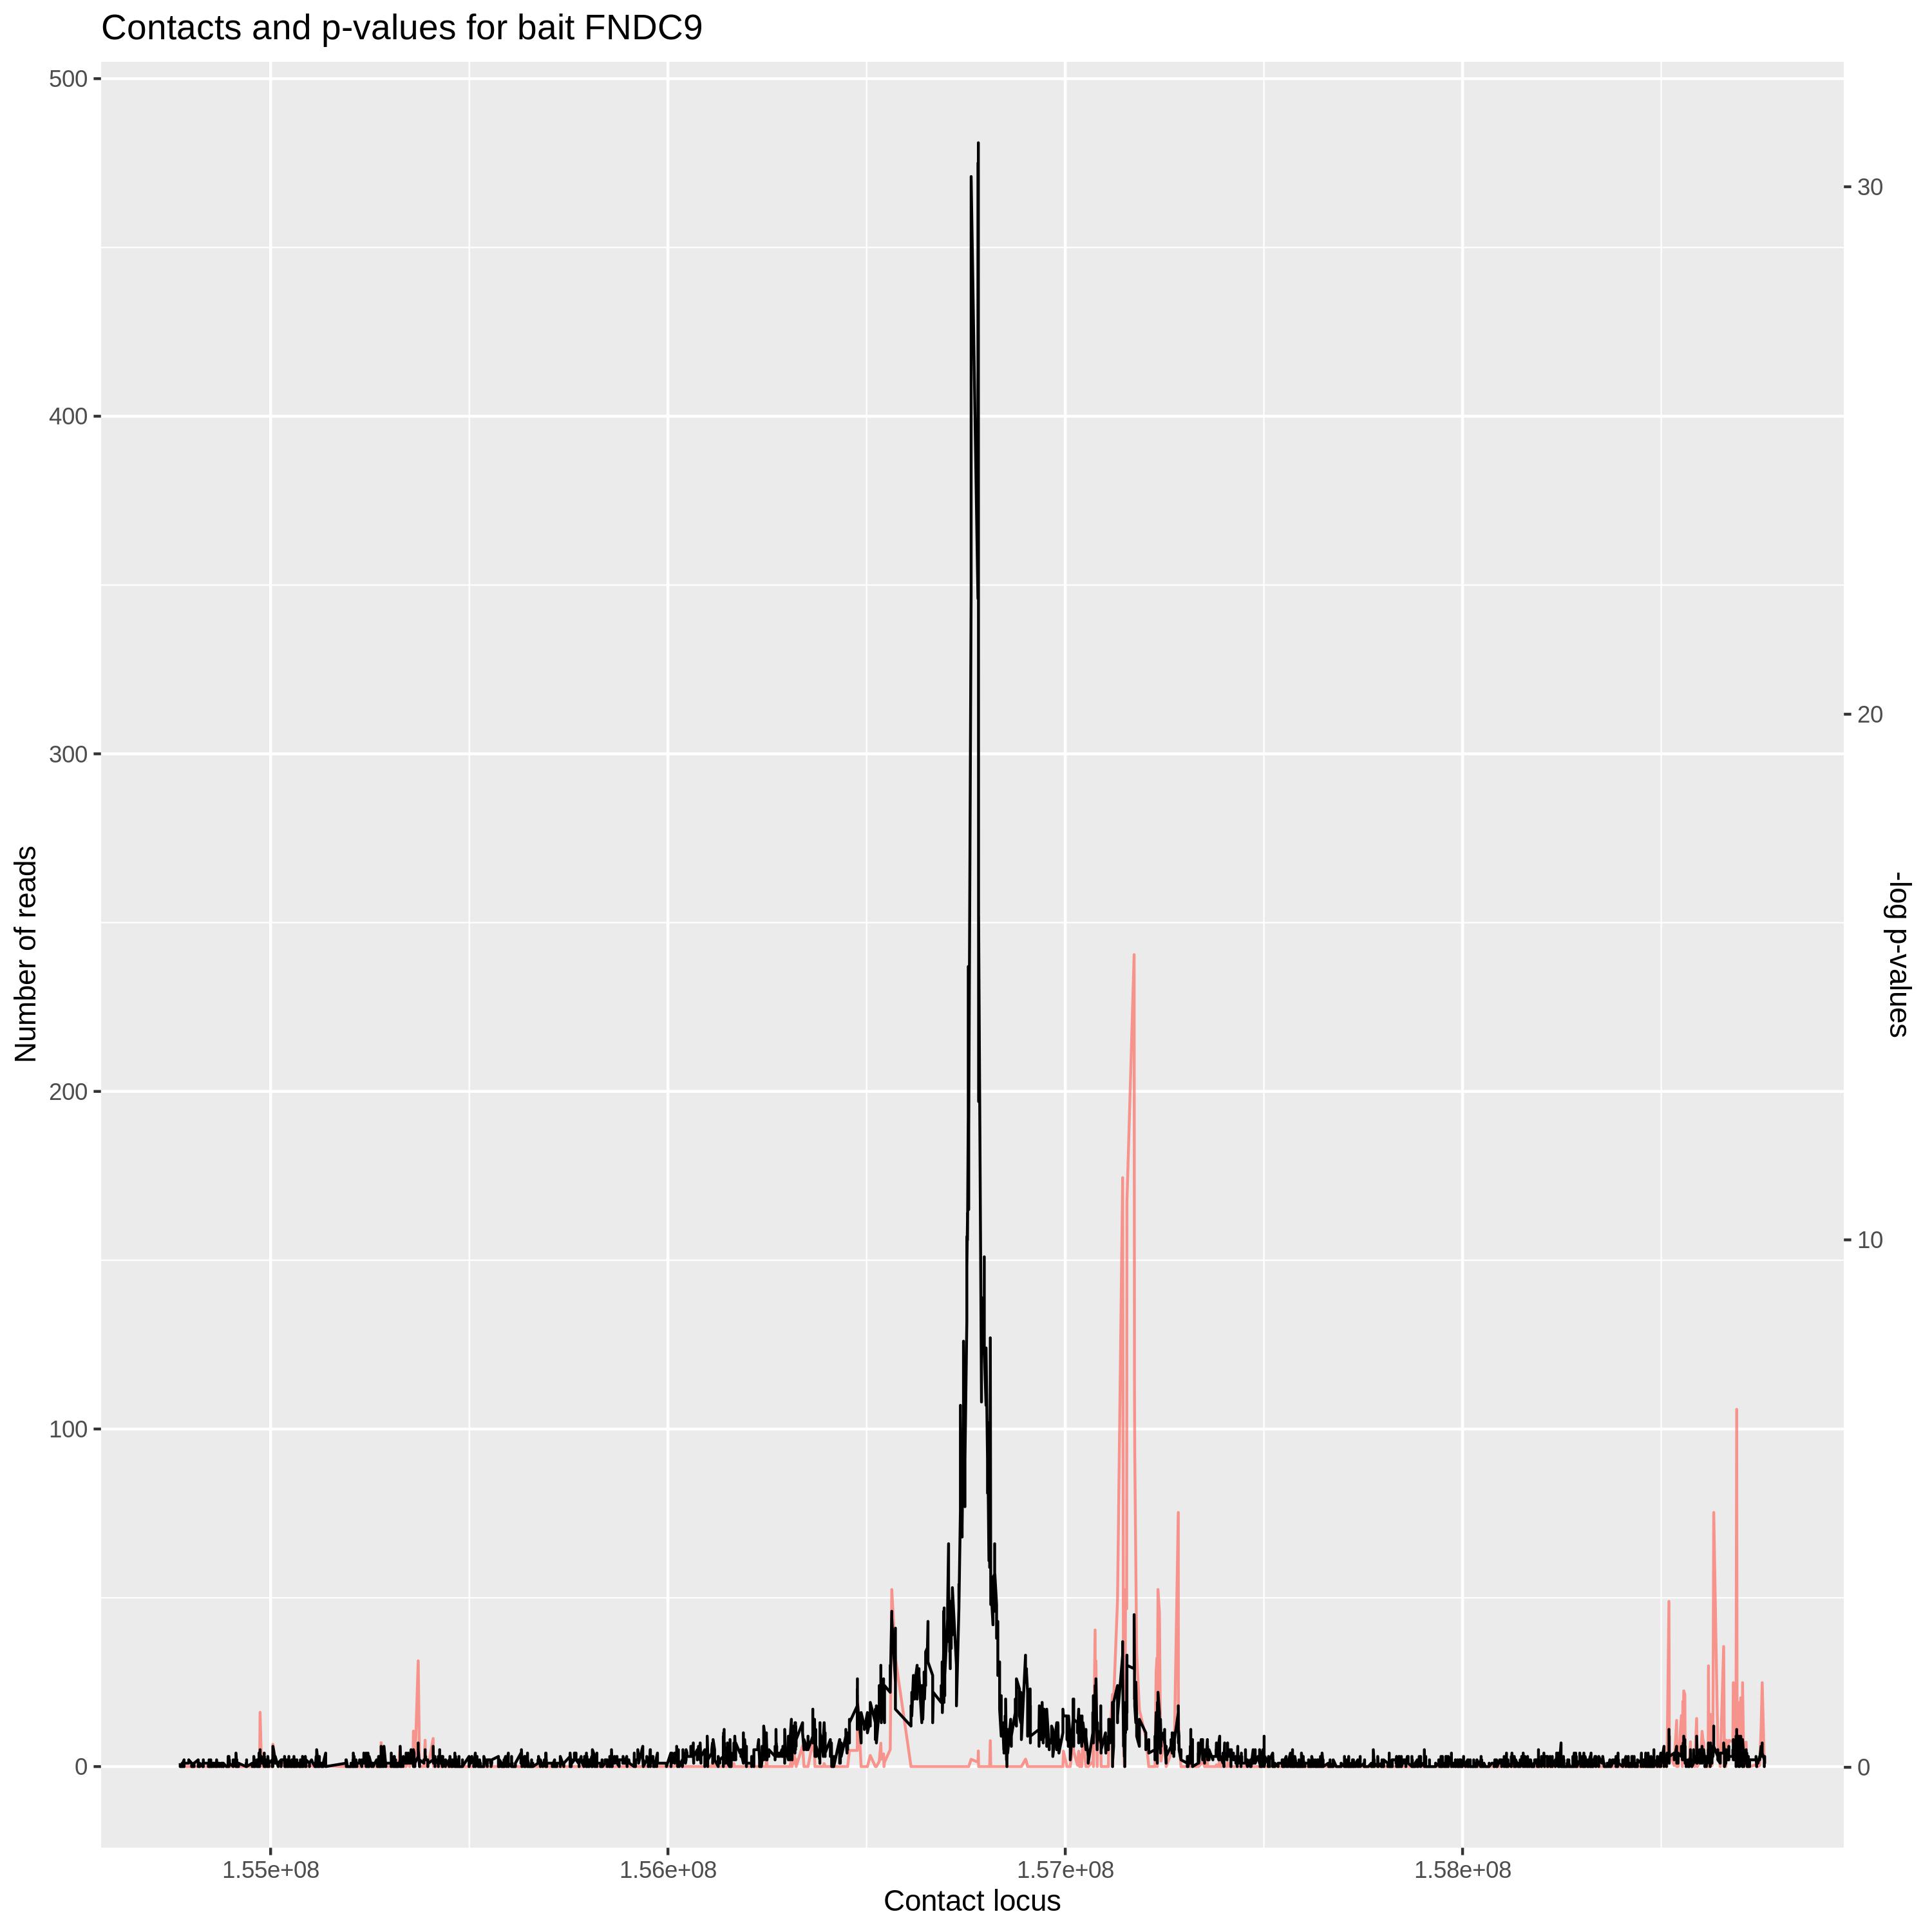 Contacts and p-values for bait FNDC9
500
400
300
200
100
0
Number of reads
30
20
10
0
-log p-values
1.55e+08
1.56e+08
1.57e+08
1.58e+08
Contact locus